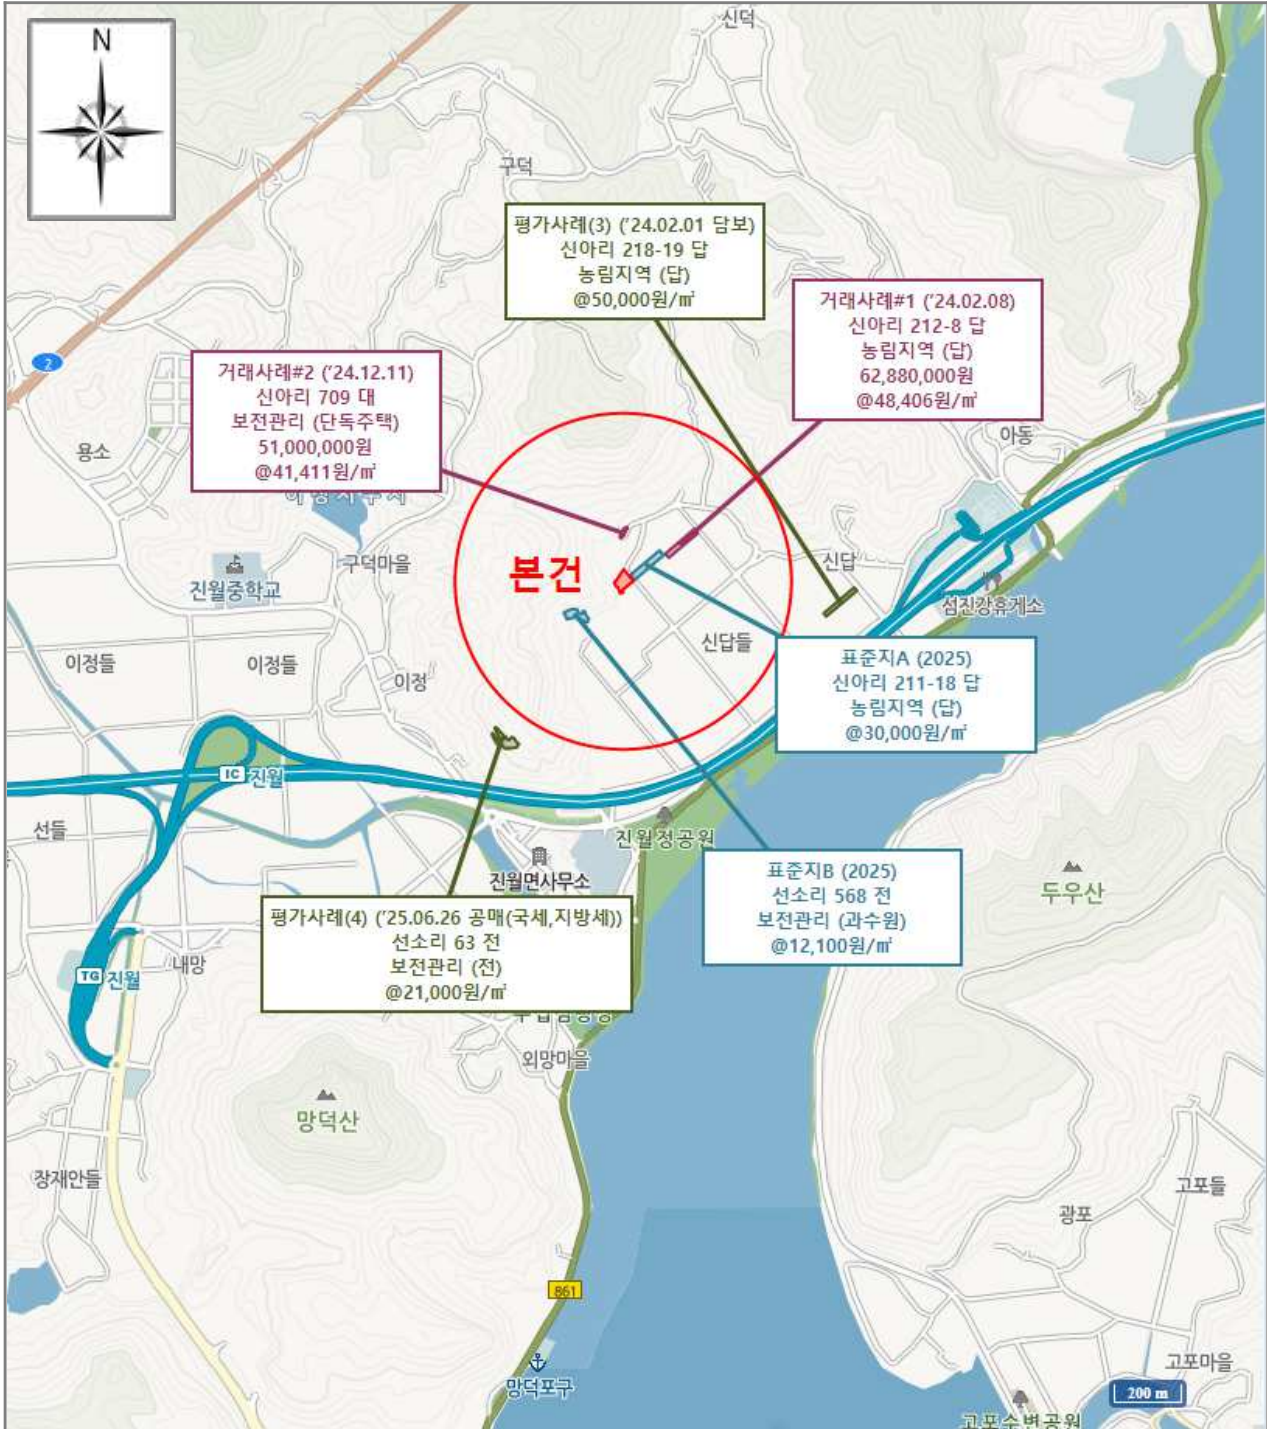 N
신덕
구덕
평가사례(3) ('24.02.01 담보)
신아리 218-19 답
농림지역 (답)
@50,000원/㎡
거래사례#1 ('24.02.08)
신아리 212-8 답
농림지역 (답)
62,880,000원
@48,406원/㎡
2
거래사례#2 ('24.12.11)
신아리 709 대
보전관리 (단독주택)
51,000,000원
@41,411원/㎡
아동
용소
구덕마을
진월중학교
본건
신답
섬진강휴게소
신답들
이정들
이정들
이정
표준지A (2025)
신아리 211-18 답
농림지역 (답)
@30,000원/㎡
IC 진월
선들
진월정공원
진월면사무소
표준지B (2025)
선소리 568 전
보전관리 (과수원)
@12,100원/㎡
두우산
평가사례(4) ('25.06.26 공매(국세,지방세))
선소리 63 전
보전관리 (전)
@21,000원/㎡
내망
TG 진월
외망마을
망덕산
장재안들
고포들
광포
861
망덕포구
고포마을
200 m
고포수변공원